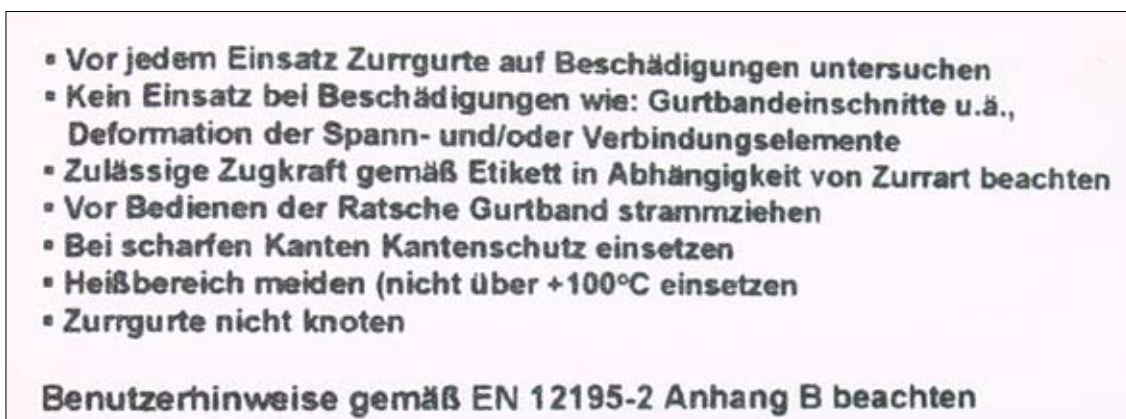 ▪ Vor jedem Einsatz Zurrgurte auf Beschädigungen untersuchen
▪ Kein Einsatz bei Beschädigungen wie: Gurtbandeinschnitte u.ä.,
Deformation der Spann- und/oder Verbindungselemente
▪ Zulässige Zugkraft gemäß Etikett in Abhängigkeit von Zurrart beachten
▪ Vor Bedienen der Ratsche Gurtband strammziehen
▪ Bei scharfen Kanten Kantenschutz einsetzen
▪ Heißbereich meiden (nicht über +100°C einsetzen
▪ Zurrgurte nicht knoten
Benutzerhinweise gemäß EN 12195-2 Anhang B beachten